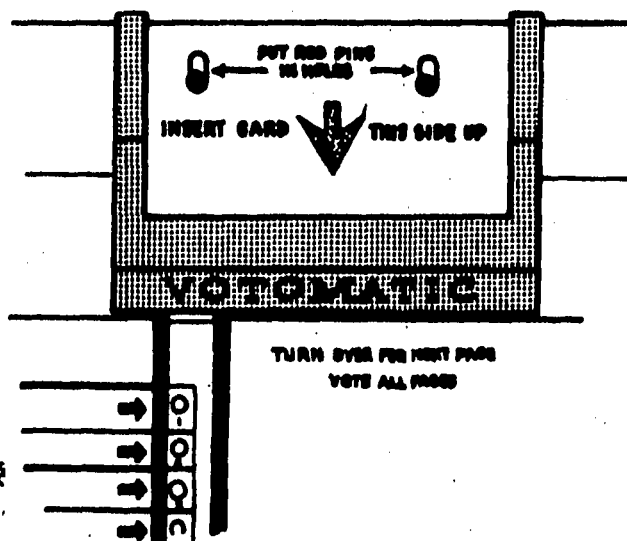 PUT RED PINS
IN HOLES
INSERT CARD THIS SIDE UP
VOTOMATIC
TURN OVER FOR NEXT PAGE
VOTE ALL PAGES